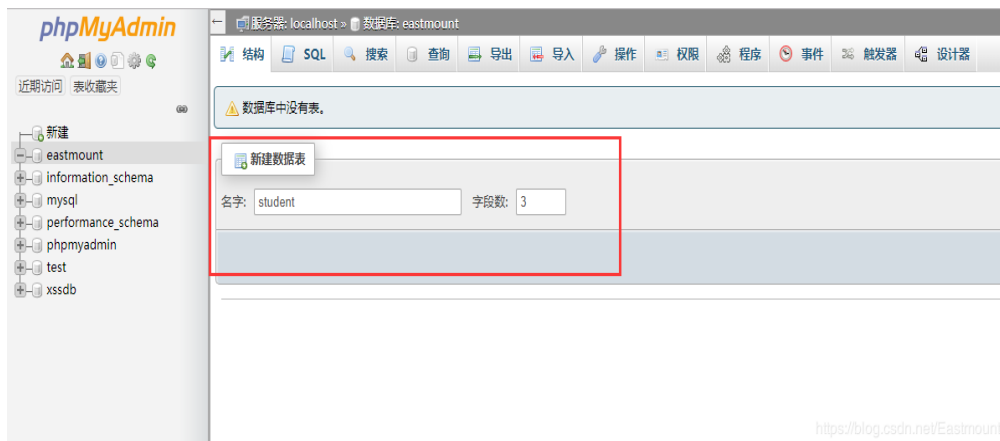 phpMyAdmin
近期访问 表收藏夹
新建
eastmount
information_schema
mysql
performance_schema
phpmyadmin
test
xssdb
服务器: localhost » 数据库: eastmount
结构 SQL 搜索 查询 导出 导入 操作 权限 程序 事件 触发器 设计器
数据库中没有表。
新建数据表
名字: student 字段数: 3
https://blog.csdn.net/Eastmount